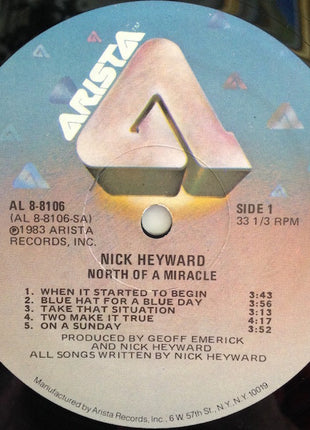 ARISTA
TM
AL 8-8106
(AL 8-8106-SA)
℗1983 ARISTA
RECORDS, INC.
SIDE 1
33 1/3 RPM
NICK HEYWARD
NORTH OF A MIRACLE
1. WHEN IT STARTED TO BEGIN 3:43
2. BLUE HAT FOR A BLUE DAY 3:56
3. TAKE THAT SITUATION 3:13
4. TWO MAKE IT TRUE 4:17
5. ON A SUNDAY 3:52
PRODUCED BY GEOFF EMERICK
AND NICK HEYWARD
ALL SONGS WRITTEN BY NICK HEYWARD
Manufactured by Arista Records, Inc., 6 W 57th St., N.Y., N.Y. 10019